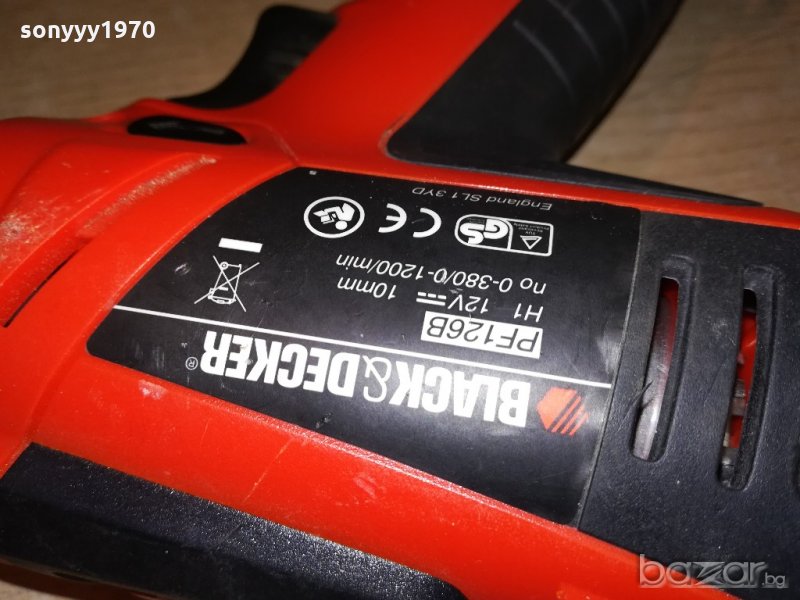 sonyyy1970
BLACK&DECKER®
PF126B
H1 12V 10mm
no 0-380/0-1200/min
GS
CE
England SL1 3YD
bazar.bg